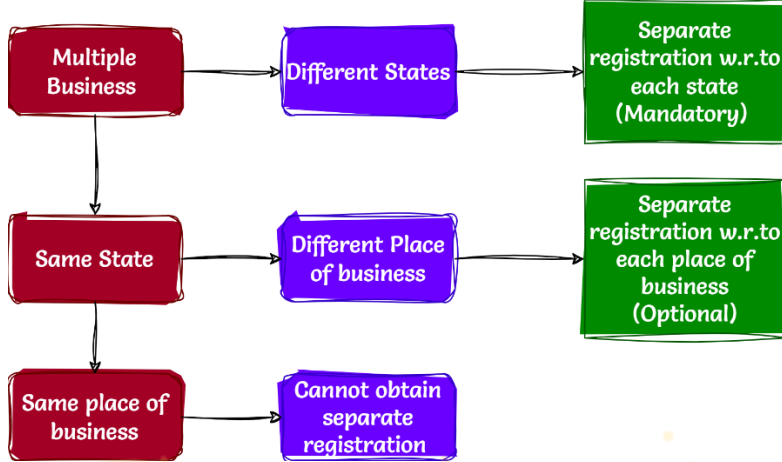 Multiple
Business
Different States
Separate
registration w.r.to
each state
(Mandatory)
Same State
Different Place
of business
Separate
registration w.r.to
each place of
business
(Optional)
Same place of
business
Cannot obtain
separate
registration